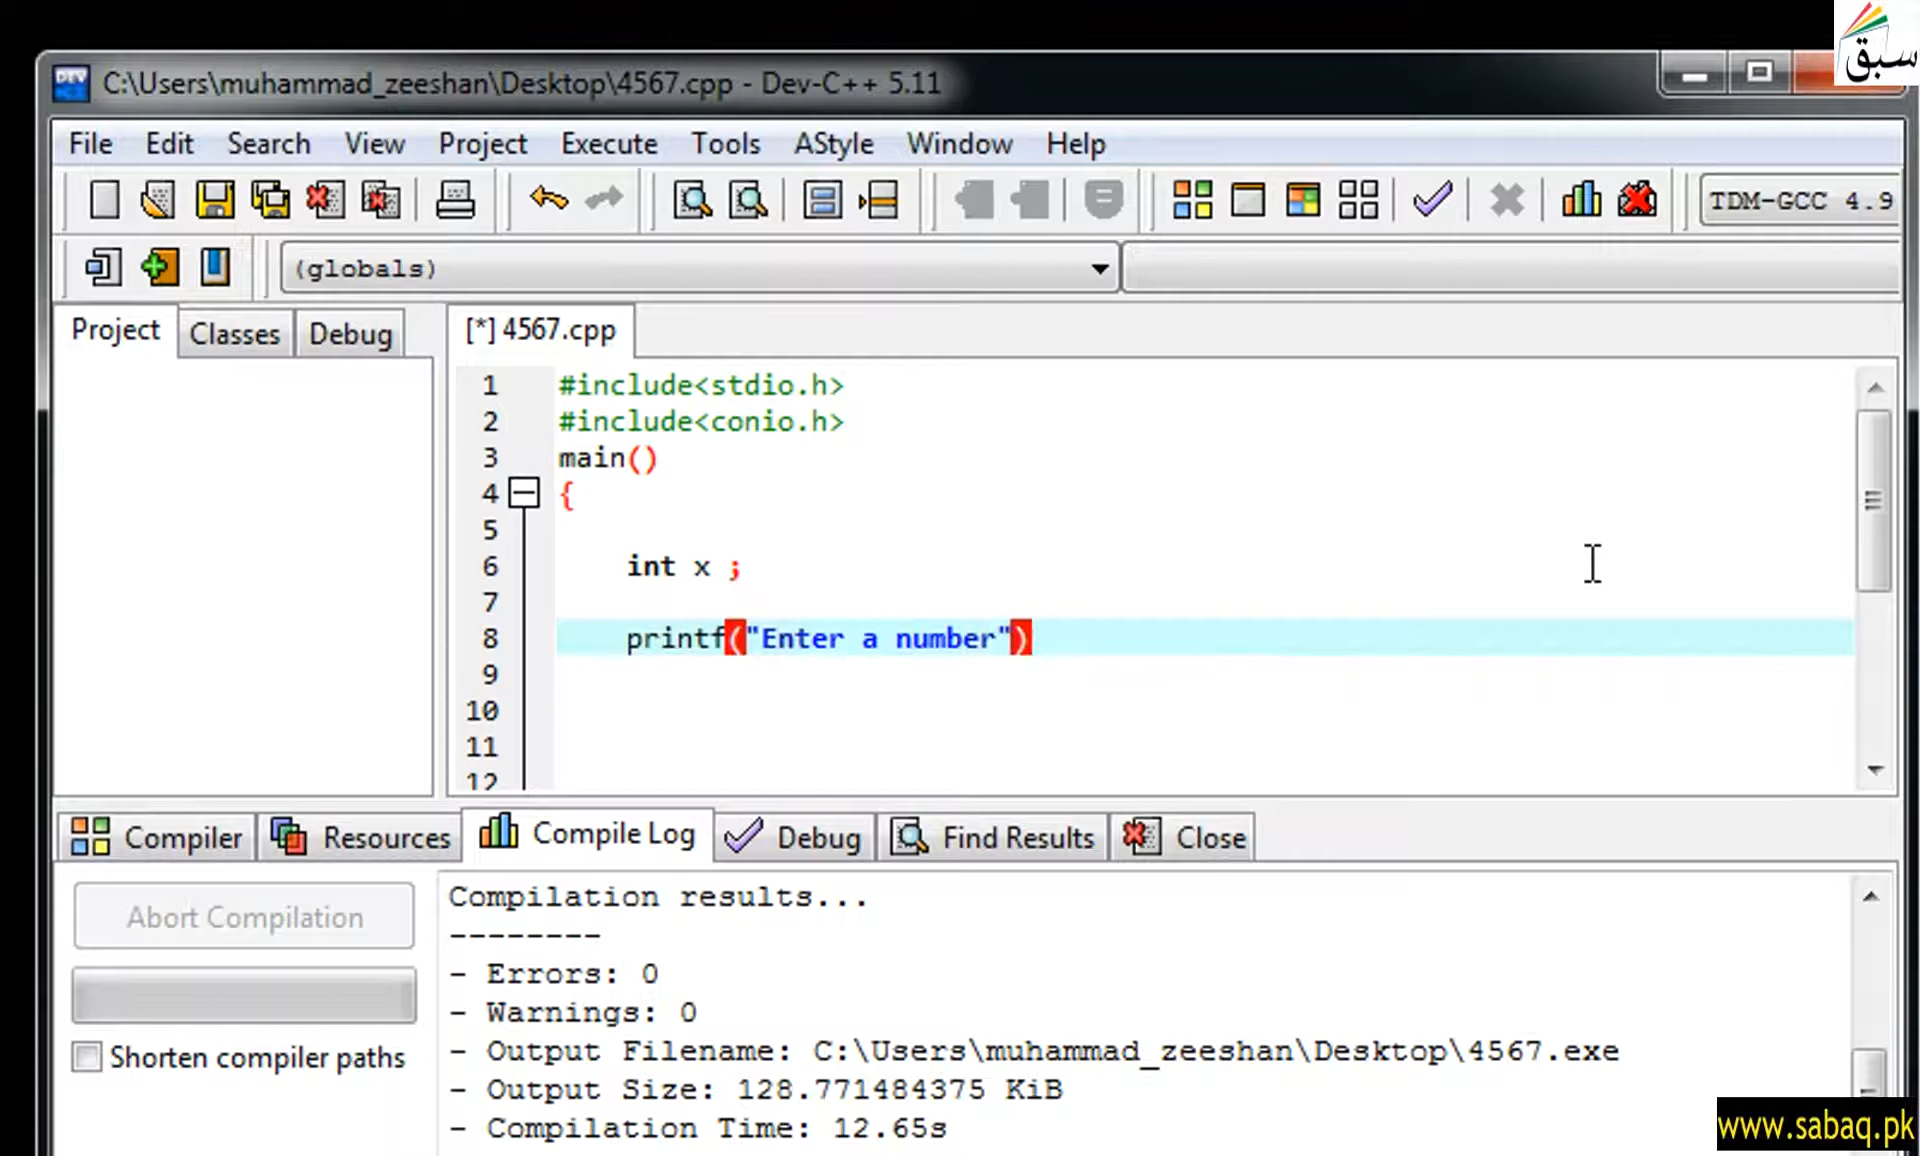 سبق
C:\Users\muhammad_zeeshan\Desktop\4567.cpp - Dev-C++ 5.11
File Edit Search View Project Execute Tools AStyle Window Help
TDM-GCC 4.9
(globals)
Project Classes Debug
[*] 4567.cpp
1 #include<stdio.h>
2 #include<conio.h>
3 main()
4 {
5
6 int x ;
7
8 printf("Enter a number")
9
10
11
12
Compiler Resources Compile Log Debug Find Results Close
Abort Compilation
Shorten compiler paths
Compilation results...
--------
- Errors: 0
- Warnings: 0
- Output Filename: C:\Users\muhammad_zeeshan\Desktop\4567.exe
- Output Size: 128.771484375 KiB
- Compilation Time: 12.65s
www.sabaq.pk